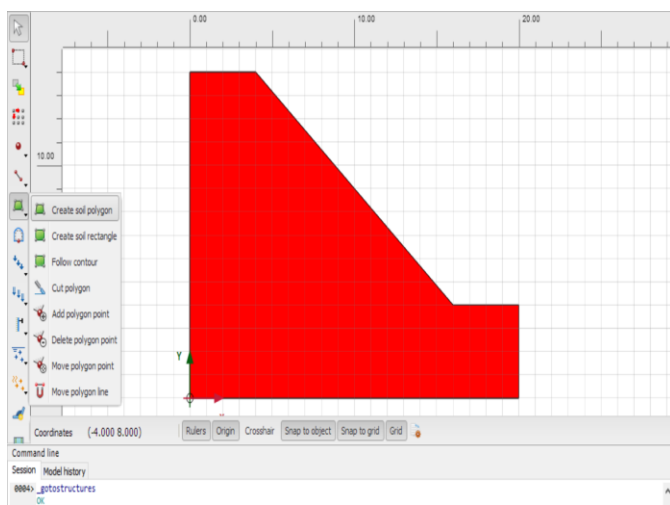 0.00 10.00 20.00
10.00
Create soil polygon
Create soil rectangle
Follow contour
Cut polygon
Add polygon point
Delete polygon point
Move polygon point
Move polygon line
Y
Coordinates (-4.000 8.000) Rulers Origin Crosshair Snap to object Snap to grid Grid
Command line
Session Model history
0004> _gotostructures
OK